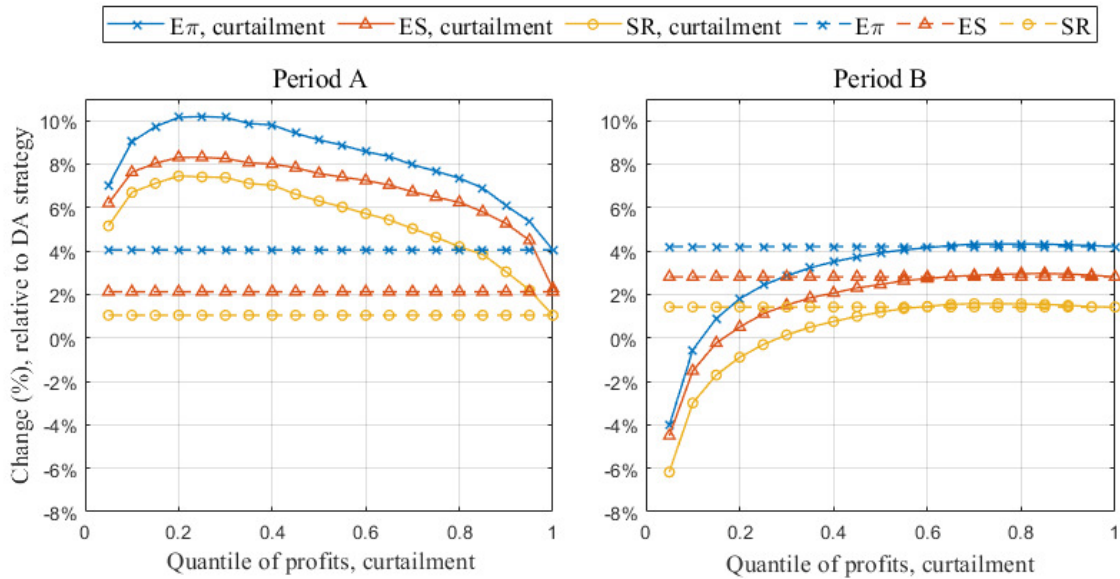 Eπ, curtailment ES, curtailment SR, curtailment Eπ ES SR
Period A
Period B
Change (%), relative to DA strategy
10%
8%
6%
4%
2%
0%
-2%
-4%
-6%
-8%
0 0.2 0.4 0.6 0.8 1
Quantile of profits, curtailment
10%
8%
6%
4%
2%
0%
-2%
-4%
-6%
-8%
0 0.2 0.4 0.6 0.8 1
Quantile of profits, curtailment